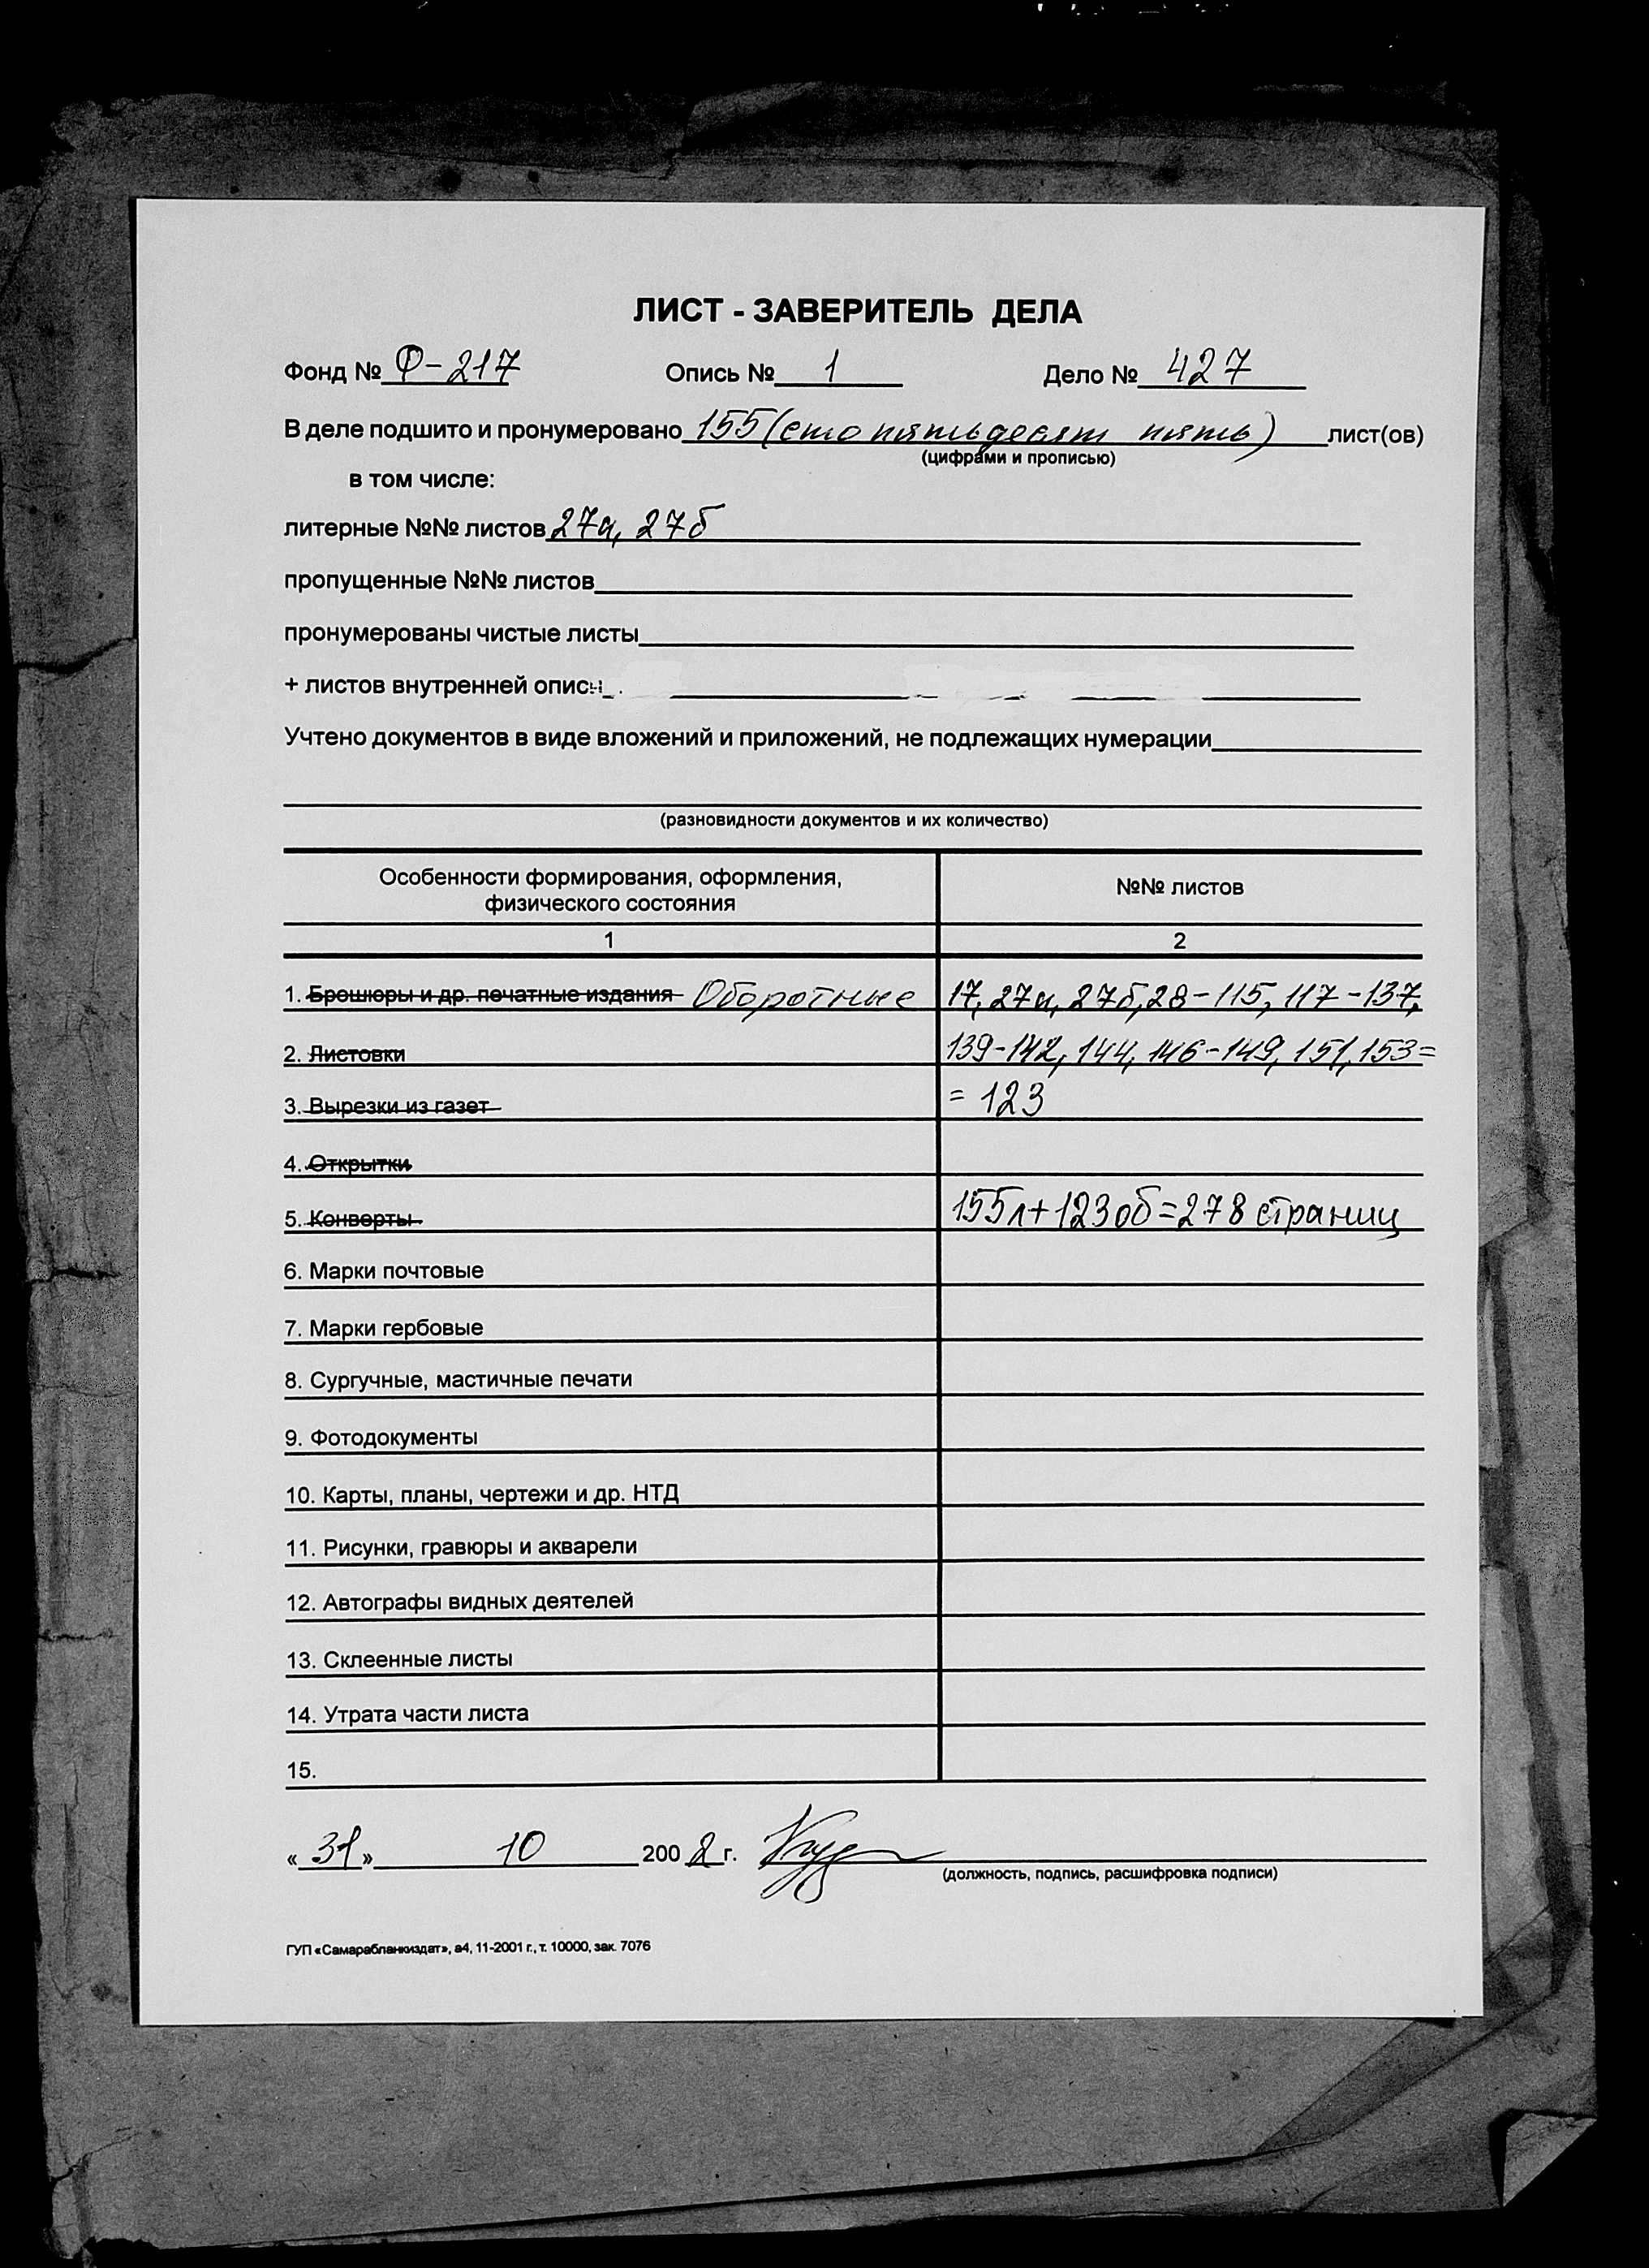 ЛИСТ - ЗАВЕРИТЕЛЬ ДЕЛА
Фонд № Ф-217 Опись № 1 Дело № 427
В деле подшито и пронумеровано 155 (сто пятьдесят пять) лист(ов)
(цифрами и прописью)
в том числе:
литерные №№ листов 27а, 27б
пропущенные №№ листов
пронумерованы чистые листы
+ листов внутренней описи
Учтено документов в виде вложений и приложений, не подлежащих нумерации
(разновидности документов и их количество)
Особенности формирования, оформления, №№ листов
физического состояния
1 2
1. Брошюры и др. печатные издания Оборотные 17, 27а, 27б, 28-115, 117-137,
2. Листовки 139-142, 144, 146-149, 151, 153=
3. Вырезки из газет = 123
4. Открытки
5. Конверты 155л+123об=278 страниц
6. Марки почтовые
7. Марки гербовые
8. Сургучные, мастичные печати
9. Фотодокументы
10. Карты, планы, чертежи и др. НТД
11. Рисунки, гравюры и акварели
12. Автографы видных деятелей
13. Склеенные листы
14. Утрата части листа
15.
«31» 10 2002 г.
(должность, подпись, расшифровка подписи)
ГУП «Самарабланкиздат», а4, 11-2001 г., т. 10000, зак. 7076